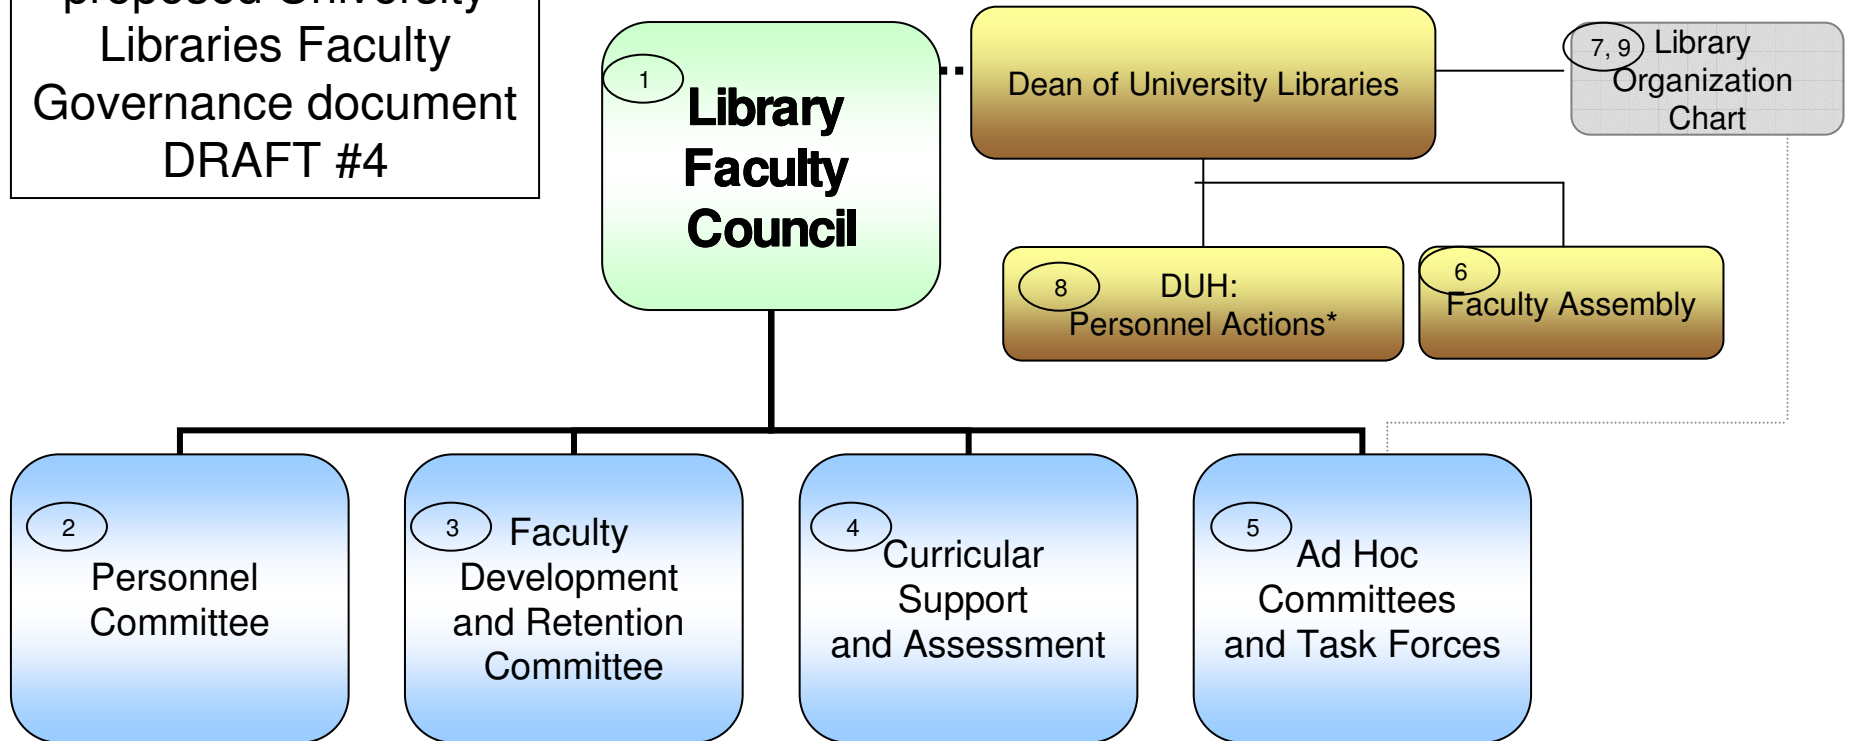 proposed University
Libraries Faculty
Governance document
DRAFT #4
1
Library
Faculty
Council
Dean of University Libraries
7, 9
Library
Organization
Chart
8
DUH:
Personnel Actions*
6
Faculty Assembly
2
Personnel
Committee
3
Faculty
Development
and Retention
Committee
4
Curricular
Support
and Assessment
5
Ad Hoc
Committees
and Task Forces